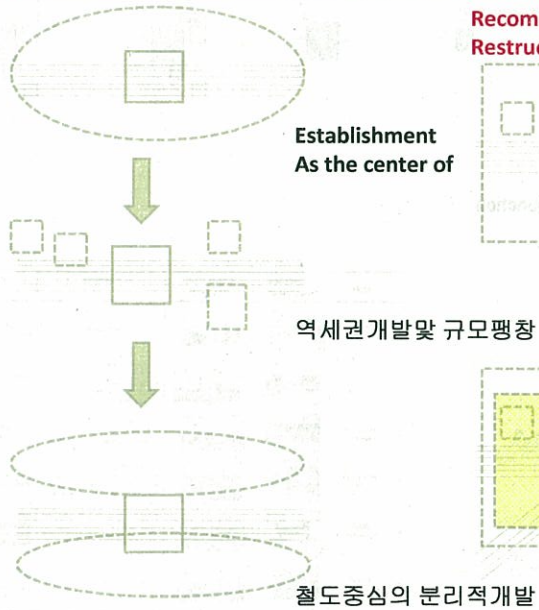 Recom
Restruc
Establishment
As the center of
역세권개발맟 규모팽창
철도중심의 분리적개발